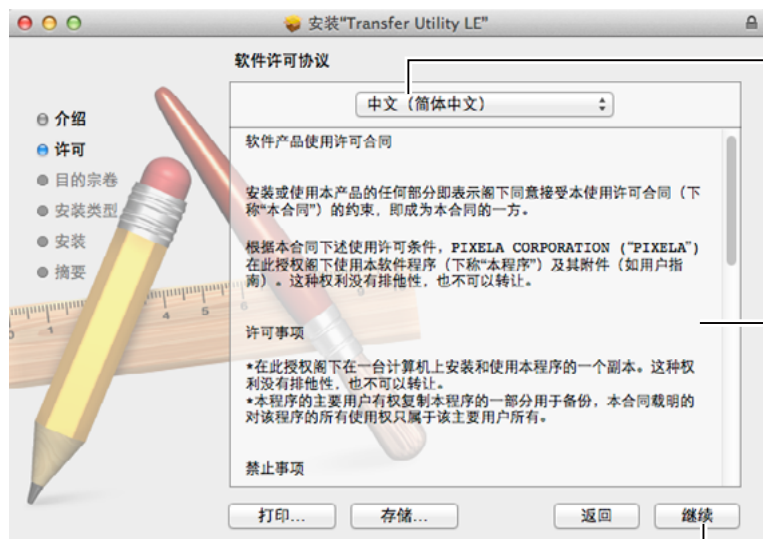 安装“Transfer Utility LE”
软件许可协议
介绍
许可
目的宗卷
安装类型
安装
摘要
中文（简体中文）
软件产品使用许可合同
安装或使用本产品的任何部分即表示阁下同意接受本使用许可合同（下
称“本合同”）的约束，即成为本合同的一方。
根据本合同下述使用许可条件，PIXELA CORPORATION (“PIXELA”)
在此授权阁下使用本软件程序（下称“本程序”）及其附件（如用户指
南）。这种权利没有排他性，也不可以转让。
许可事项
*在此授权阁下在一台计算机上安装和使用本程序的一个副本。这种权
利没有排他性，也不可以转让。
*本程序的主要用户有权复制本程序的一部分用于备份，本合同载明的
对该程序的所有使用权只属于该主要用户所有。
禁止事项
4 5
打印... 存储... 返回 继续